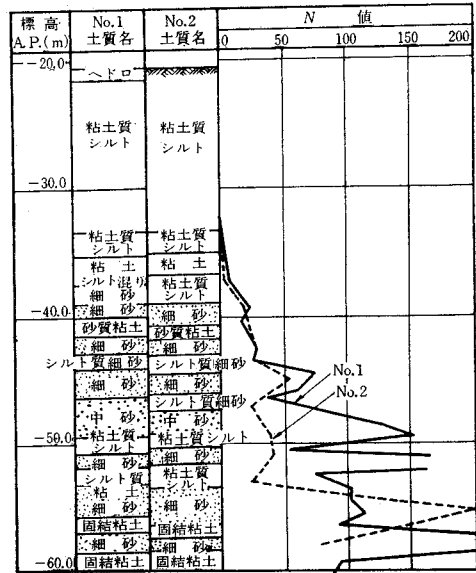 標高 No.1 No.2 N 値
A.P.(m) 土質名 土質名 0 50 100 150 200
-20.0
ヘドロ
粘土質 粘土質
シルト シルト
-30.0
粘土質 粘土質
シルト シルト
粘土 粘土
シルト混り 粘土質
細砂 シルト
-40.0 細砂 細砂
砂質粘土 砂質粘土
細砂 細砂
シルト質細砂 シルト質細砂
細砂 No.1
シルト質細砂 No.2
中砂 中砂
-50.0 粘土質シルト 粘土質シルト
細砂 細砂
シルト質 粘土質
粘土 シルト
細砂 細砂
固結粘土 固結粘土
細砂 細砂
-60.0 固結粘土 固結粘土